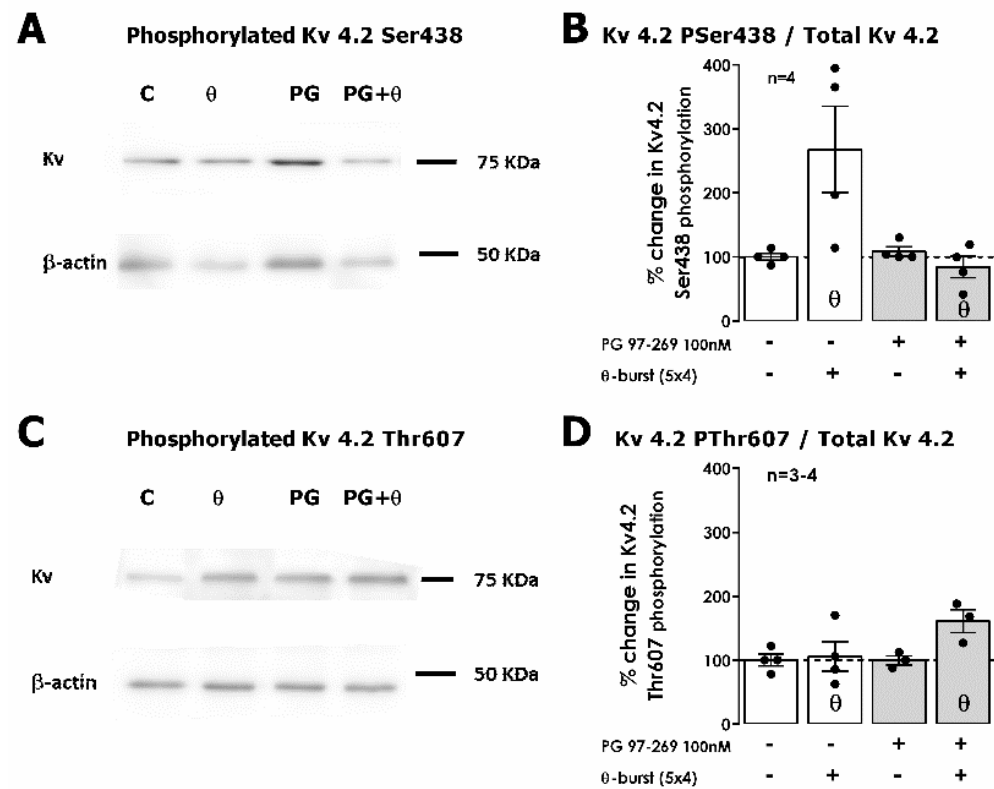 A Phosphorylated Kv 4.2 Ser438
C θ PG PG+θ
Kv 75 KDa
β-actin 50 KDa
B Kv 4.2 PSer438 / Total Kv 4.2
% change in Kv4.2
Ser438 phosphorylation
400
300
200
100
0
n=4
θ θ
PG 97-269 100nM - - + +
θ-burst (5x4) - + - +
C Phosphorylated Kv 4.2 Thr607
C θ PG PG+θ
Kv 75 KDa
β-actin 50 KDa
D Kv 4.2 PThr607 / Total Kv 4.2
% change in Kv4.2
Thr607 phosphorylation
400
300
200
100
0
n=3-4
θ θ
PG 97-269 100nM - - + +
θ-burst (5x4) - + - +